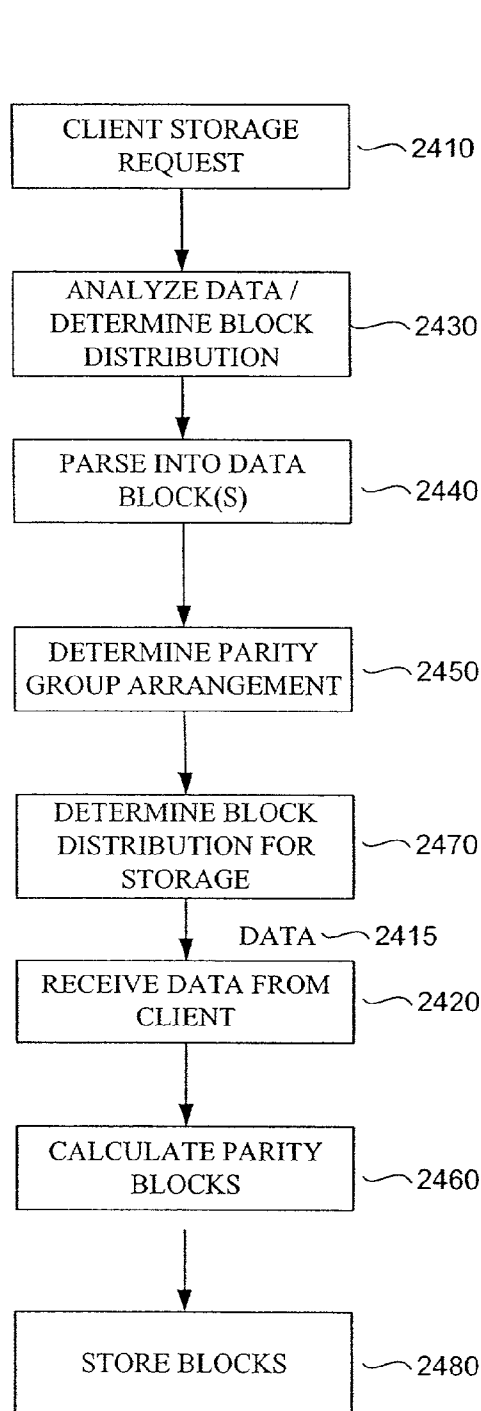 CLIENT STORAGE
REQUEST
2410
ANALYZE DATA /
DETERMINE BLOCK
DISTRIBUTION
2430
PARSE INTO DATA
BLOCK(S)
2440
DETERMINE PARITY
GROUP ARRANGEMENT
2450
DETERMINE BLOCK
DISTRIBUTION FOR
STORAGE
2470
DATA 2415
RECEIVE DATA FROM
CLIENT
2420
CALCULATE PARITY
BLOCKS
2460
STORE BLOCKS
2480